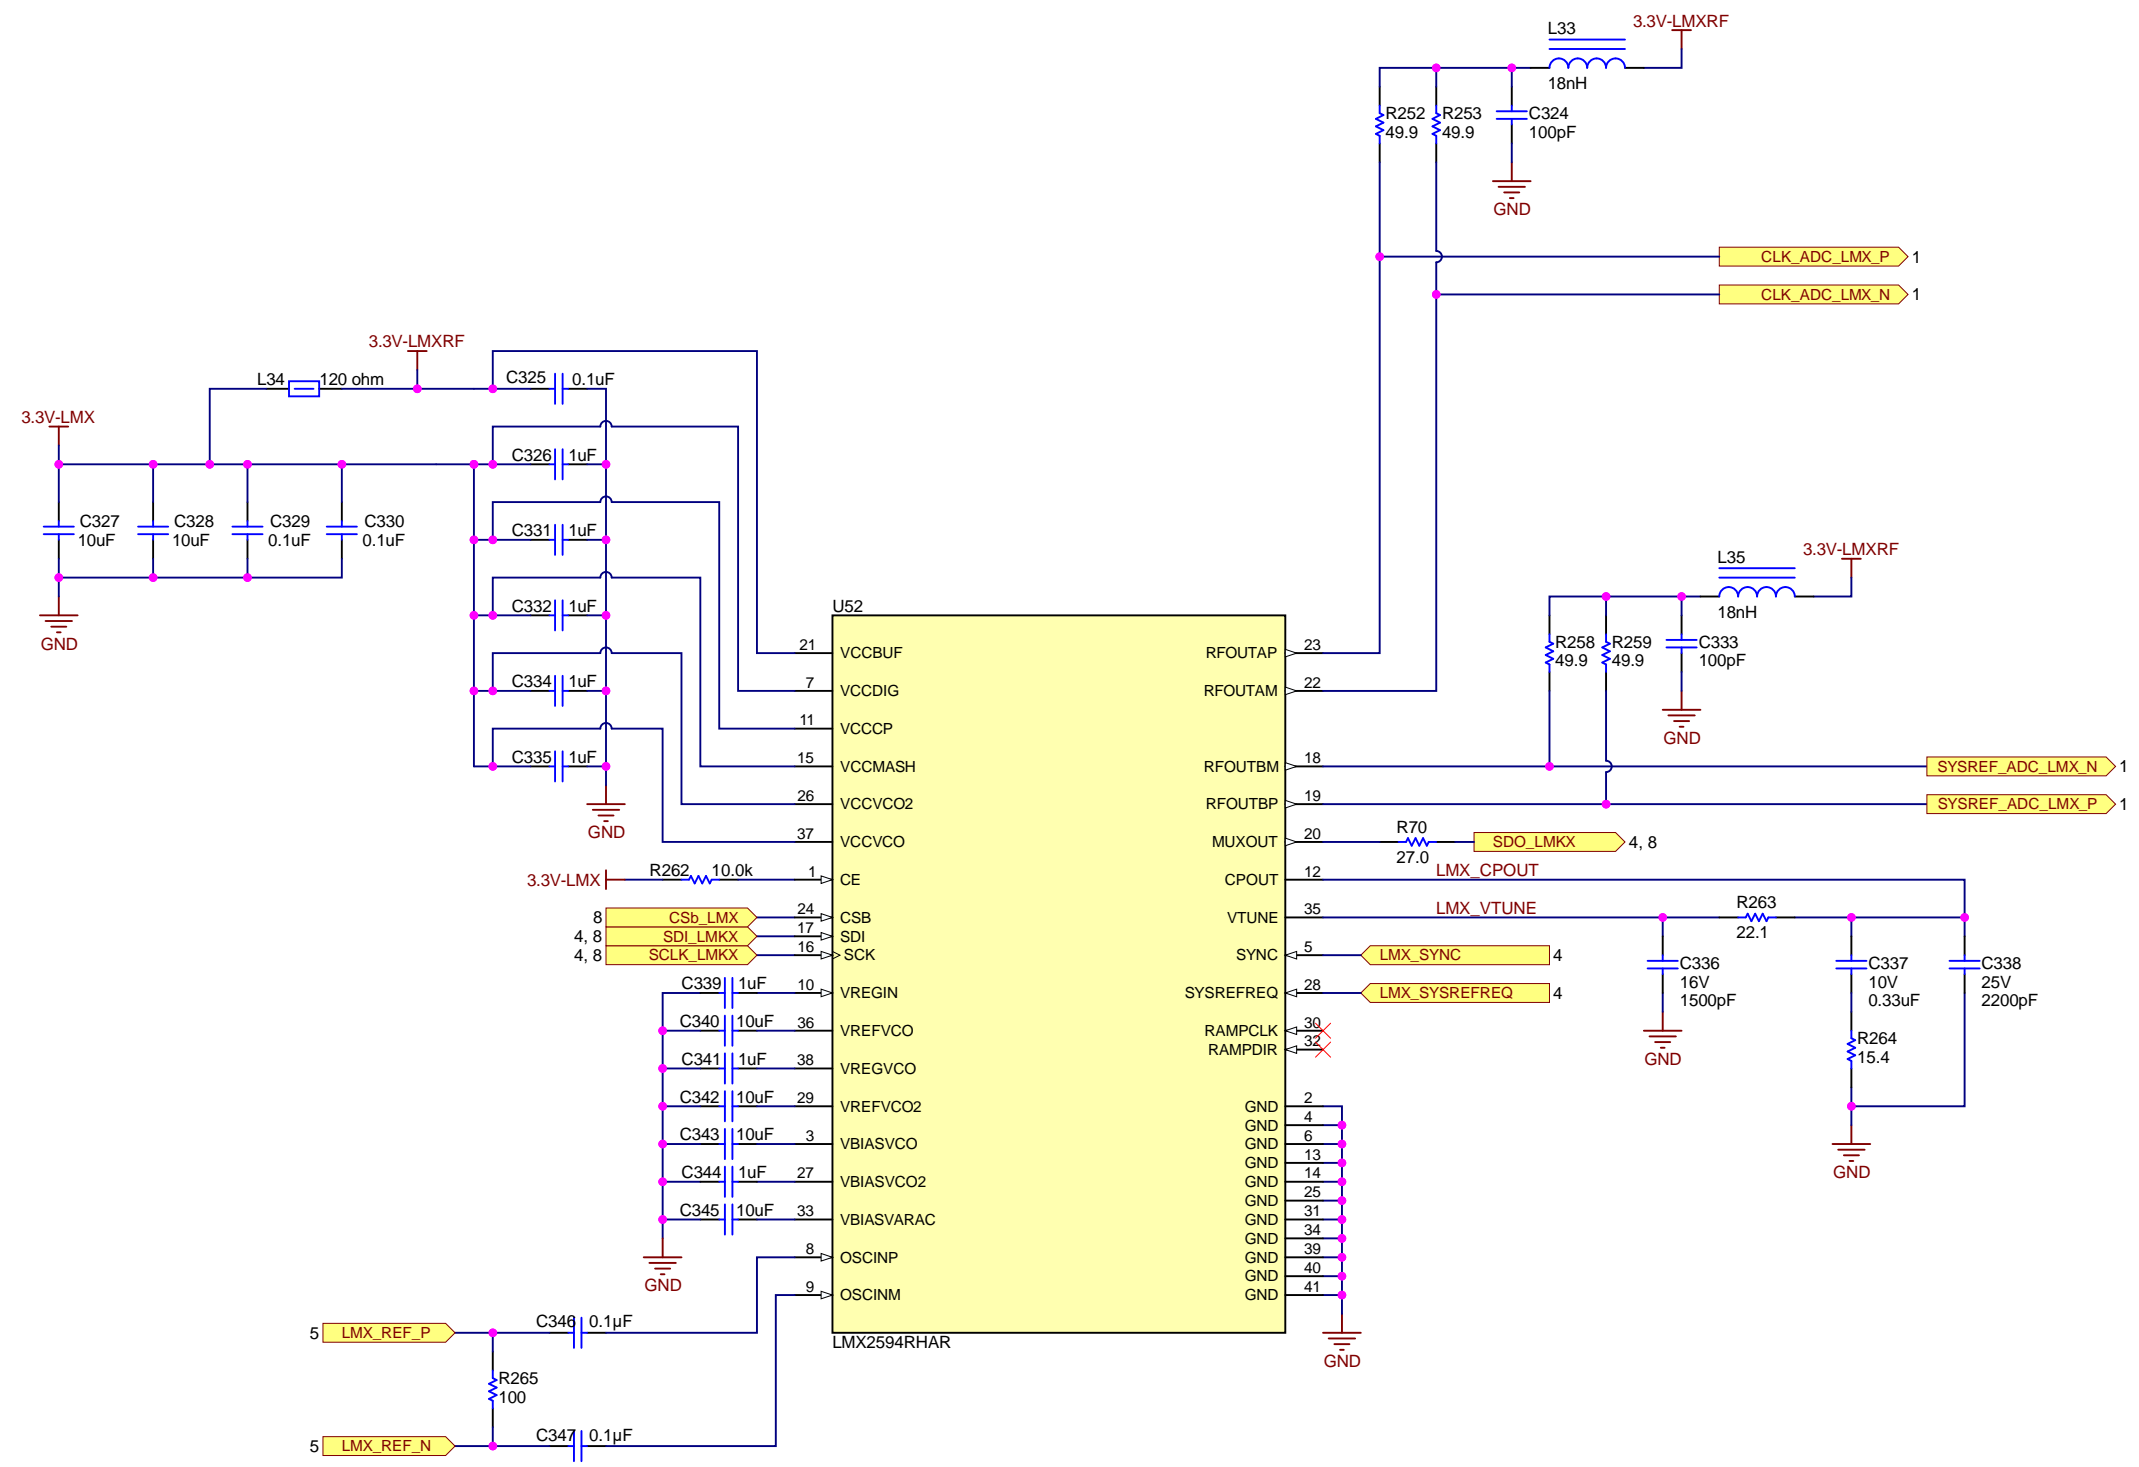 L33
3.3V-LMXRF
18nH
R252
49.9
R253
49.9
C324
100pF
GND
CLK_ADC_LMX_P
1
CLK_ADC_LMX_N
1
3.3V-LMXRF
L34
120 ohm
C325
0.1uF
3.3V-LMX
C326
1uF
C327
10uF
C328
10uF
C329
0.1uF
C330
0.1uF
C331
1uF
GND
C332
1uF
C334
1uF
C335
1uF
GND
L35
3.3V-LMXRF
18nH
R258
49.9
R259
49.9
C333
100pF
GND
U52
21
VCCBUF
7
VCCDIG
11
VCCCP
15
VCCMASH
26
VCCVCO2
37
VCCVCO
3.3V-LMX
R262
10.0k
1
CE
8
CSb_LMX
24
CSB
4, 8
SDI_LMKX
17
SDI
4, 8
SCLK_LMKX
16
SCK
C339
1uF
10
VREGIN
C340
10uF
36
VREFVCO
C341
1uF
38
VREGVCO
C342
10uF
29
VREFVCO2
C343
10uF
3
VBIASVCO
C344
1uF
27
VBIASVCO2
C345
10uF
33
VBIASVARAC
GND
8
OSCINP
9
OSCINM
5
LMX_REF_P
C346
0.1µF
R265
100
5
LMX_REF_N
C347
0.1µF
LMX2594RHAR
RFOUTAP
23
RFOUTAM
22
RFOUTBM
18
SYSREF_ADC_LMX_N
1
RFOUTBP
19
SYSREF_ADC_LMX_P
1
MUXOUT
20
R70
27.0
SDO_LMKX
4, 8
CPOUT
12
LMX_CPOUT
VTUNE
35
LMX_VTUNE
R263
22.1
SYNC
5
LMX_SYNC
4
SYSREFREQ
28
LMX_SYSREFREQ
4
C336
16V
1500pF
GND
C337
10V
0.33uF
C338
25V
2200pF
R264
15.4
GND
RAMPCLK
30
RAMPDIR
32
GND
2
GND
4
GND
6
GND
13
GND
14
GND
25
GND
31
GND
34
GND
39
GND
40
GND
41
GND